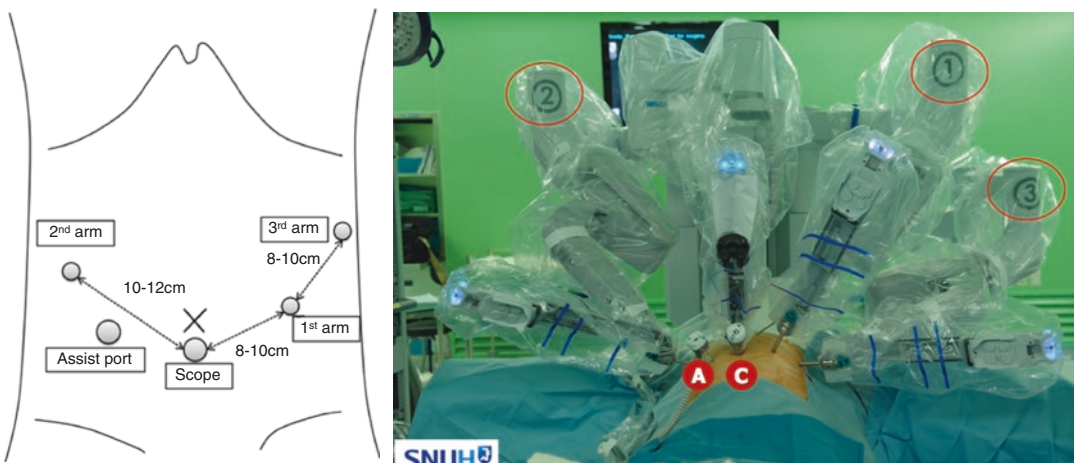 2nd arm
3rd arm
8-10cm
10-12cm
1st arm
Assist port
8-10cm
Scope
②
①
③
A
C
SNUH